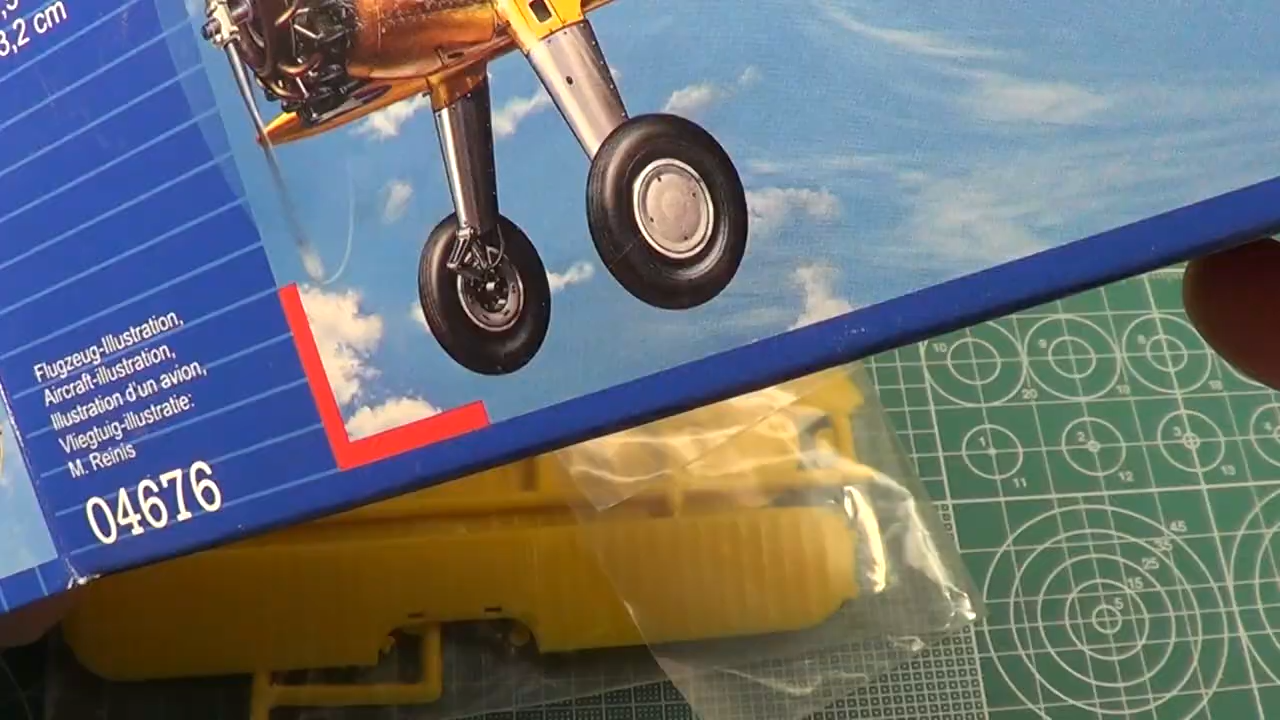 3,2 cm
Flugzeug-Illustration,
Aircraft-illustration,
Illustration d'un avion,
Vliegtuig-illustratie:
M. Reinis
04676
10 9 8
20 19 18
1 2 3 4
11 12 13
45
35
25
15
5